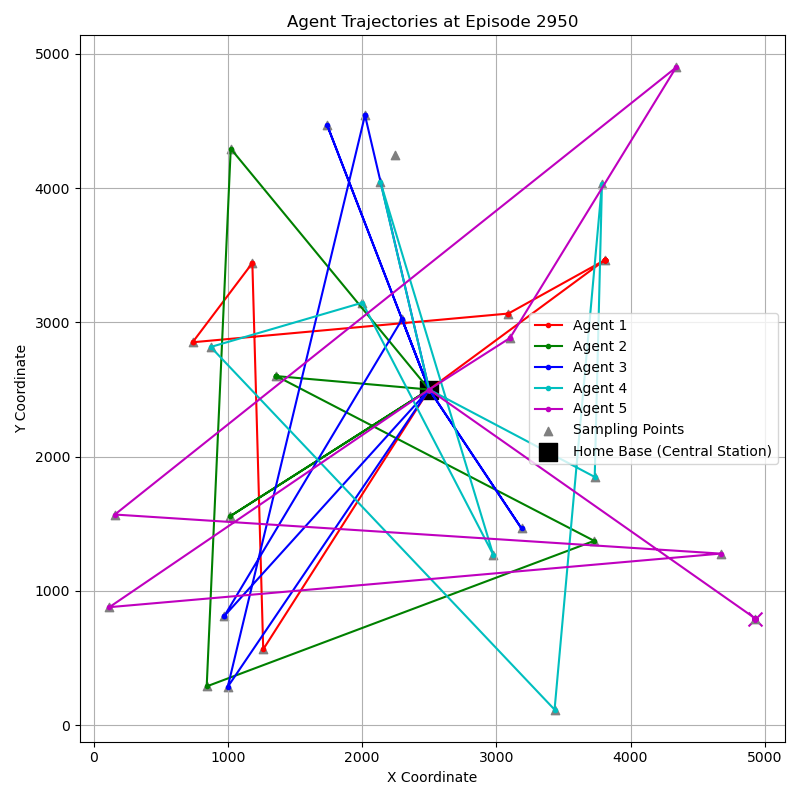 Agent Trajectories at Episode 2950
Y Coordinate
5000
4000
3000
2000
1000
0
Agent 1
Agent 2
Agent 3
Agent 4
Agent 5
Sampling Points
Home Base (Central Station)
0 1000 2000 3000 4000 5000
X Coordinate